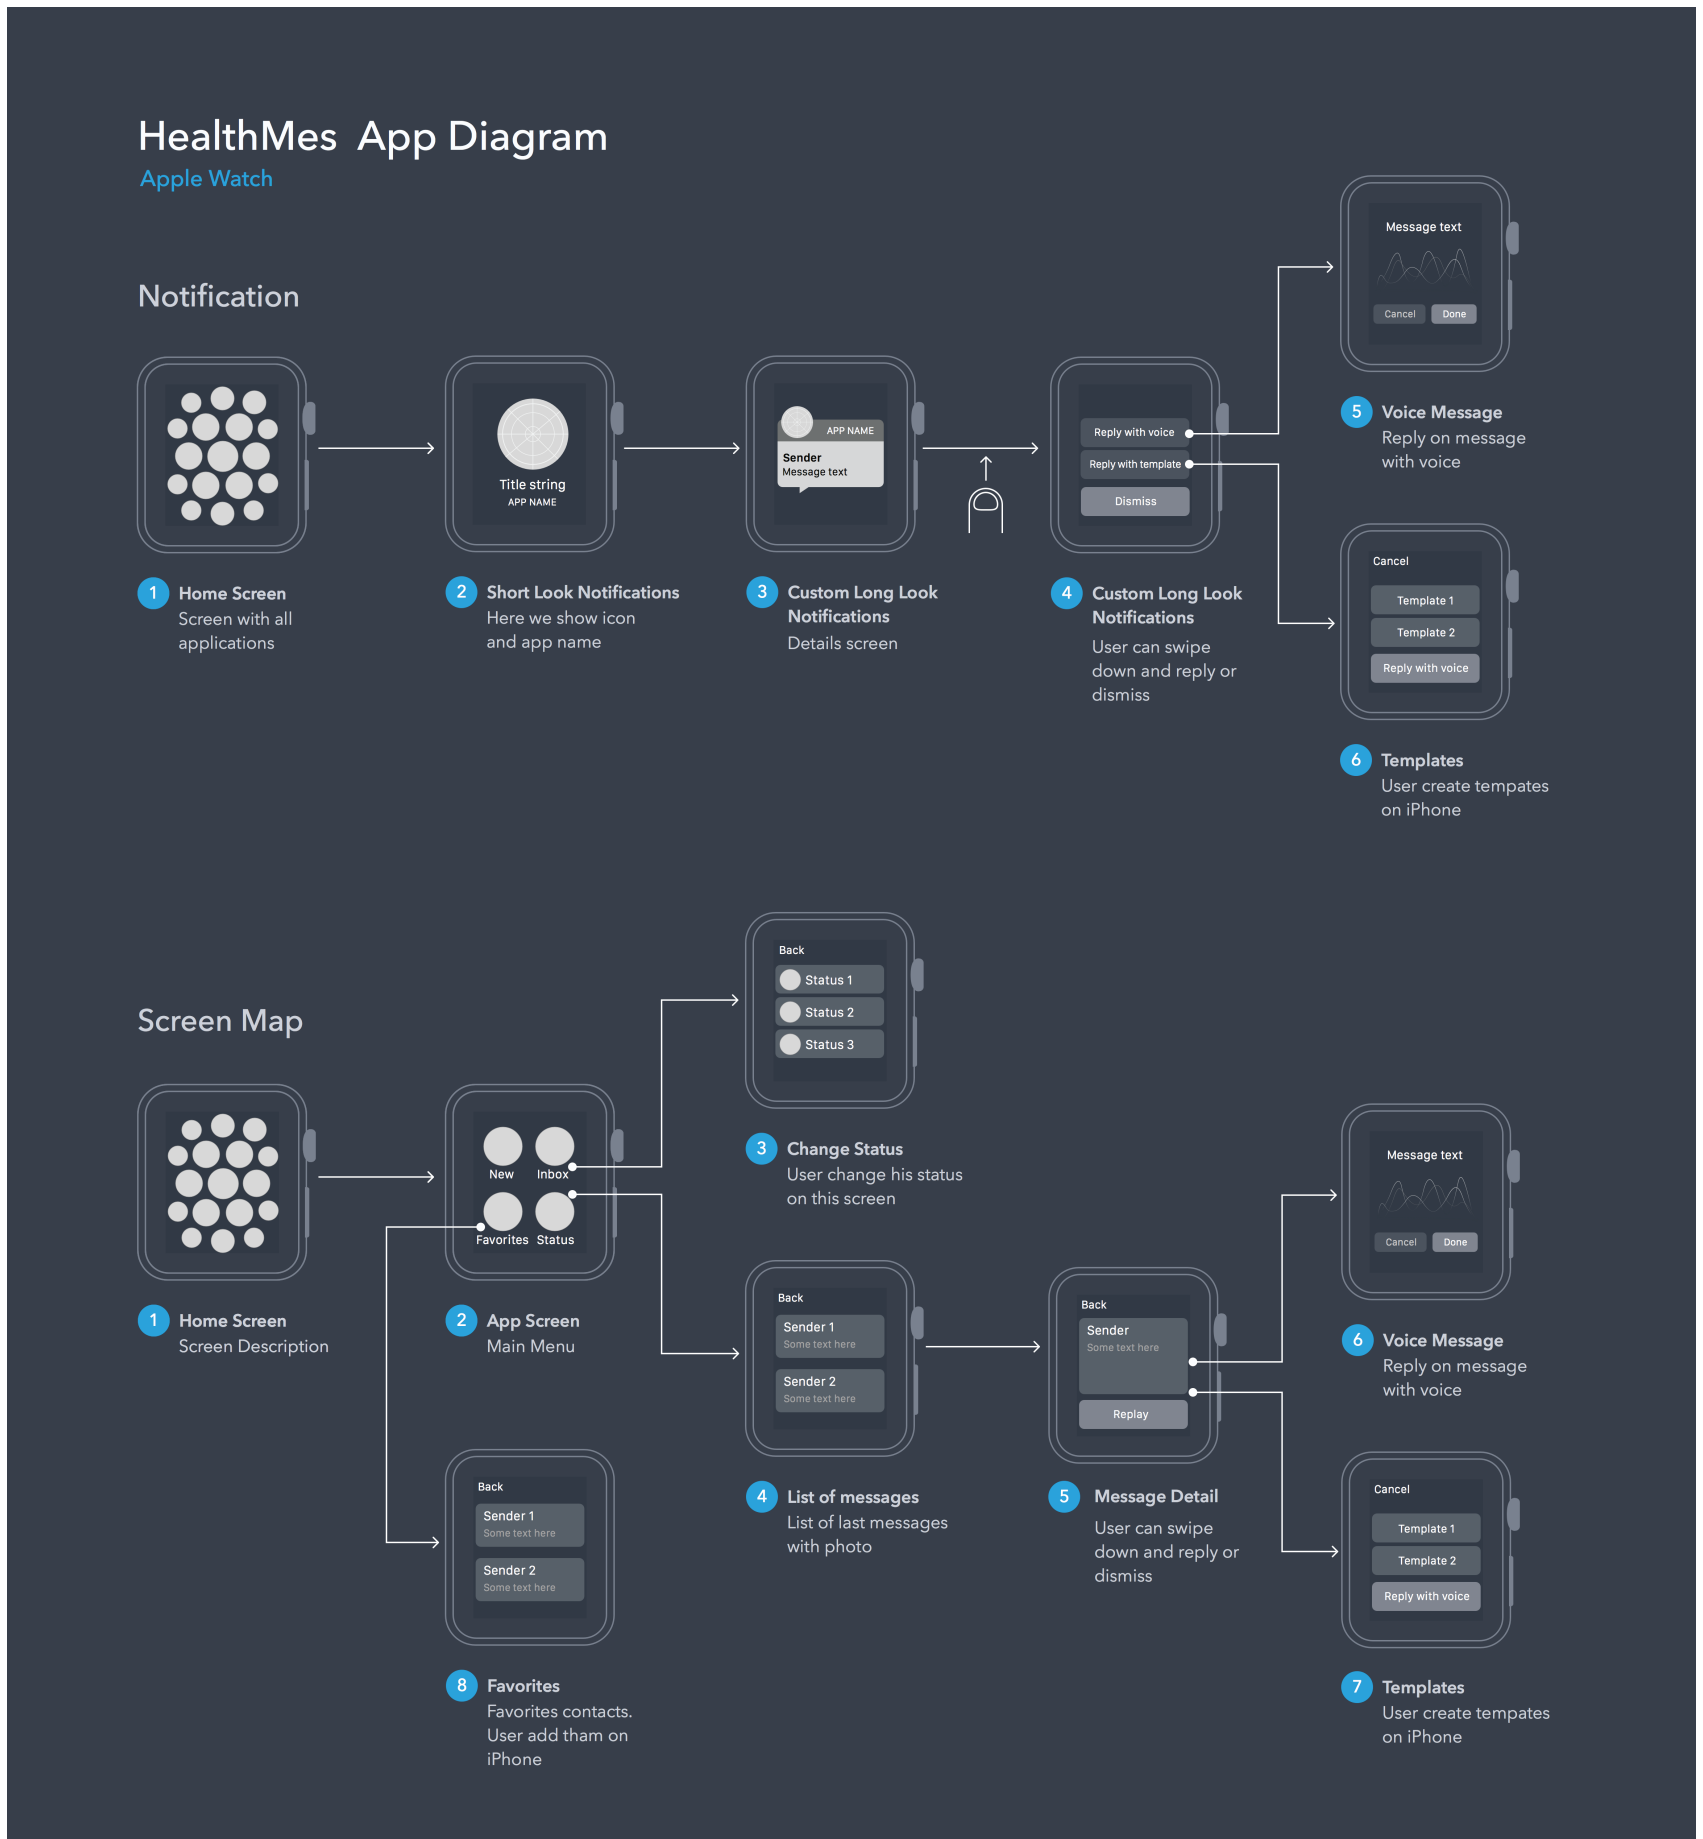 HealthMes  App Diagram
Apple Watch
Notification
Title string
APP NAME
APP NAME
Sender
Message text
Reply with voice
Reply with template
Dismiss
Message text
Cancel
Done
Cancel
Template 1
Template 2
Reply with voice
1
Home Screen
Screen with all
applications
2
Short Look Notifications
Here we show icon
and app name
3
Custom Long Look
Notifications
Details screen
4
Custom Long Look
Notifications
User can swipe
down and reply or
dismiss
5
Voice Message
Reply on message
with voice
6
Templates
User create tempates
on iPhone
Screen Map
New
Inbox
Favorites
Status
Back
Status 1
Status 2
Status 3
Back
Sender 1
Some text here
Sender 2
Some text here
Back
Sender
Some text here
Replay
Message text
Cancel
Done
Cancel
Template 1
Template 2
Reply with voice
Back
Sender 1
Some text here
Sender 2
Some text here
1
Home Screen
Screen Description
2
App Screen
Main Menu
3
Change Status
User change his status
on this screen
4
List of messages
List of last messages
with photo
5
Message Detail
User can swipe
down and reply or
dismiss
6
Voice Message
Reply on message
with voice
7
Templates
User create tempates
on iPhone
8
Favorites
Favorites contacts.
User add tham on
iPhone